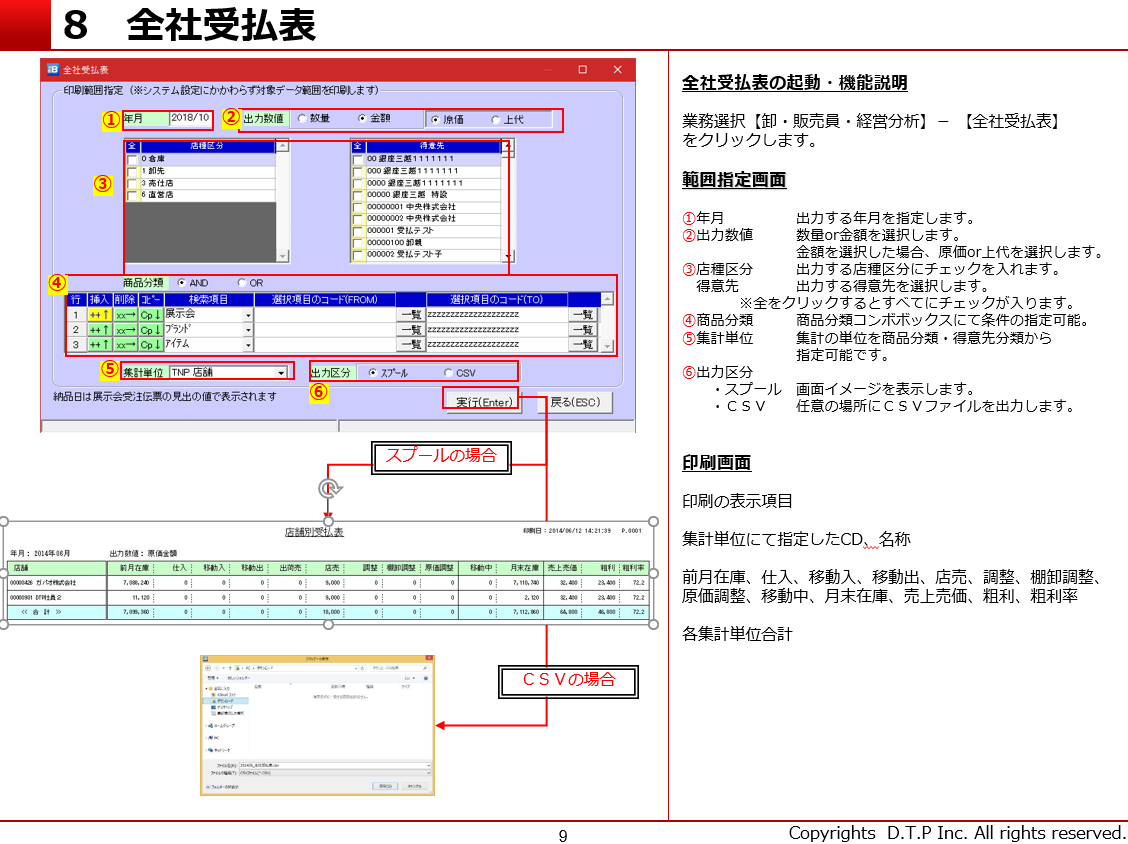 8 全社受払表
全社受払表
印刷範囲指定（※システム設定にかかわらず対象データ範囲を印刷します）
① 年月 2018/10 ② 出力数値 数量 金額 原価 上代
③
全 店種区分
0 倉庫
1 卸先
3 売仕店
6 直営店
全 得意先
00 銀座三越1111111
000 銀座三越1111111
0000 銀座三越1111111
00000 銀座三越 特設
00000001 中央株式会社
00000002 中央株式会社
000001 受払テスト
00000100 卸親
000002 受払テスト子
④ 商品分類 AND OR
行 挿入 削除 コピー 検索項目 選択項目のコード(FROM) 選択項目のコード(TO)
1 ++↑ xx→ Cp↓ 展示会 一覧 zzzzzzzzzzzzzzzzzzzz 一覧
2 ++↑ xx→ Cp↓ ブランド 一覧 zzzzzzzzzzzzzzzzzzzz 一覧
3 ++↑ xx→ Cp↓ アイテム 一覧 zzzzzzzzzzzzzzzzzzzz 一覧
⑤ 集計単位 TNP 店舗 出力区分 スプール CSV
⑥
納品日は展示会受注伝票の見出の値で表示されます
実行(Enter) 戻る(ESC)
スプールの場合
店舗別受払表
印刷日：2014/06/12 14:21:39 P.0001
年月： 2014年06月 出力数値： 原価金額
店舗 前月在庫 仕入 移動入 移動出 出荷売 店売 調整 棚卸調整 原価調整 移動中 月末在庫 売上売価 粗利 粗利率
00000426 ガバオ株式会社 7,088,240 0 0 0 0 9,000 0 0 0 0 7,110,740 32,400 23,400 72.2
00000901 DTP社員２ 11,120 0 0 0 0 9,000 0 0 0 0 2,120 32,400 23,400 72.2
<< 合 計 >> 7,099,360 0 0 0 0 18,000 0 0 0 0 7,112,860 64,800 46,800 72.2
ＣＳＶの場合
全社受払表の起動・機能説明
業務選択【卸・販売員・経営分析】－ 【全社受払表】
をクリックします。
範囲指定画面
①年月 出力する年月を指定します。
②出力数値 数量or金額を選択します。
金額を選択した場合、原価or上代を選択します。
③店種区分 出力する店種区分にチェックを入れます。
得意先 出力する得意先を選択します。
※全をクリックするとすべてにチェックが入ります。
④商品分類 商品分類コンボボックスにて条件の指定可能。
⑤集計単位 集計の単位を商品分類・得意先分類から
指定可能です。
⑥出力区分
・スプール 画面イメージを表示します。
・ＣＳＶ 任意の場所にＣＳＶファイルを出力します。
印刷画面
印刷の表示項目
集計単位にて指定したCD、名称
前月在庫、仕入、移動入、移動出、店売、調整、棚卸調整、
原価調整、移動中、月末在庫、売上売価、粗利、粗利率
各集計単位合計
9
Copyrights D.T.P Inc. All rights reserved.